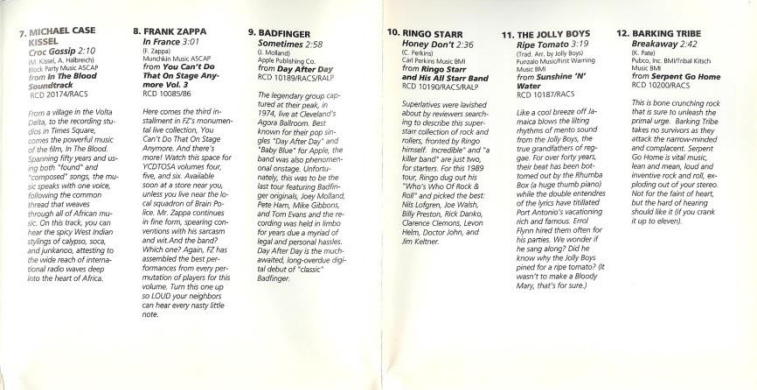 7. MICHAEL CASE
KISSEL
Croc Gossip 2:10
(M. Kissel, A. Halbreich)
Block Party Music ASCAP
from In The Blood
Soundtrack
RCD 20174/RACS
From a village in the Volta
Delta, to the recording stu-
dios in Times Square,
comes the powerful music
of the film, In The Blood.
Spanning fifty years and us-
ing both "found" and
"composed" songs, the mu-
sic speaks with one voice,
following the common
thread that weaves
through all of African mu-
sic. On this track, you can
hear the spicy West Indian
stylings of calypso, soca,
and junkanoo, attesting to
the wide reach of interna-
tional radio waves deep
into the heart of Africa.
8. FRANK ZAPPA
In France 3:01
(F. Zappa)
Munchkin Music ASCAP
from You Can't Do
That On Stage Any-
more Vol. 3
RCD 10085/86
Here comes the third in-
stallment in FZ's monumen-
tal live collection, You
Can't Do That On Stage
Anymore. And there's
more! Watch this space for
YCDTOSA volumes four,
five, and six. Available
soon at a store near you,
unless you live near the lo-
cal squadron of Brain Po-
lice. Mr. Zappa continues
in fine form, spearing con-
ventions with his sarcasm
and wit.And the band?
Which one? Again, FZ has
assembled the best per-
formances from every per-
mutation of players for this
volume. Turn this one up
so LOUD your neighbors
can hear every nasty little
note.
9. BADFINGER
Sometimes 2:58
(J. Molland)
Apple Publishing Co.
from Day After Day
RCD 10189/RACS/RALP
The legendary group cap-
tured at their peak, in
1974, live at Cleveland's
Agora Ballroom. Best
known for their pop sin-
gles "Day After Day" and
"Baby Blue" for Apple, the
band was also phenomen-
onal onstage. Unfortu-
nately, this was to be the
last tour featuring Badfin-
ger originals, Joey Molland,
Pete Ham, Mike Gibbons,
and Tom Evans and the re-
cording was held in limbo
for years due a myriad of
legal and personal hassles.
Day After Day is the much-
awaited, long-overdue digi-
tal debut of "classic"
Badfinger.
10. RINGO STARR
Honey Don't 2:36
(C. Perkins)
Carl Perkins Music BMI
from Ringo Starr
and His All Starr Band
RCD 10190/RACS/RALP
Superlatives were lavished
about by reviewers search-
ing to describe this super-
starr collection of rock and
rollers, fronted by Ringo
himself. Incredible" and "a
killer band" are just two,
for starters. For this 1989
tour, Ringo dug out his
"Who's Who Of Rock &
Roll" and picked the best:
Nils Lofgren, Joe Walsh,
Billy Preston, Rick Danko,
Clarence Clemons, Levon
Helm, Doctor John, and
Jim Keltner.
11. THE JOLLY BOYS
Ripe Tomato 3:19
(Trad. Arr. by Jolly Boys)
Funzalo Music/First Warning
Music BMI
from Sunshine 'N'
Water
RCD 10187/RACS
Like a cool breeze off Ja-
maica blows the lilting
rhythms of mento sound
from the Jolly Boys, the
true grandfathers of reg-
gae. For over forty years,
their beat has been bot-
tomed out by the Rhumba
Box (a huge thumb piano)
while the double entendres
of the lyrics have titillated
Port Antonio's vacationing
rich and famous. Errol
Flynn hired them often for
his parties. We wonder if
he sang along? Did he
know why the Jolly Boys
pined for a ripe tomato? (It
wasn't to make a Bloody
Mary, that's for sure.)
12. BARKING TRIBE
Breakaway 2:42
(K. Pate)
Pubco, Inc. BMI/Tribal Kitsch
Music BMI
from Serpent Go Home
RCD 10200/RACS
This is bone crunching rock
that is sure to unleash the
primal urge. Barking Tribe
takes no survivors as they
attack the narrow-minded
and complacent. Serpent
Go Home is vital music,
lean and mean, loud and
inventive rock and roll, ex-
ploding out of your stereo.
Not for the faint of heart,
but the hard of hearing
should like it (if you crank
it up to eleven).